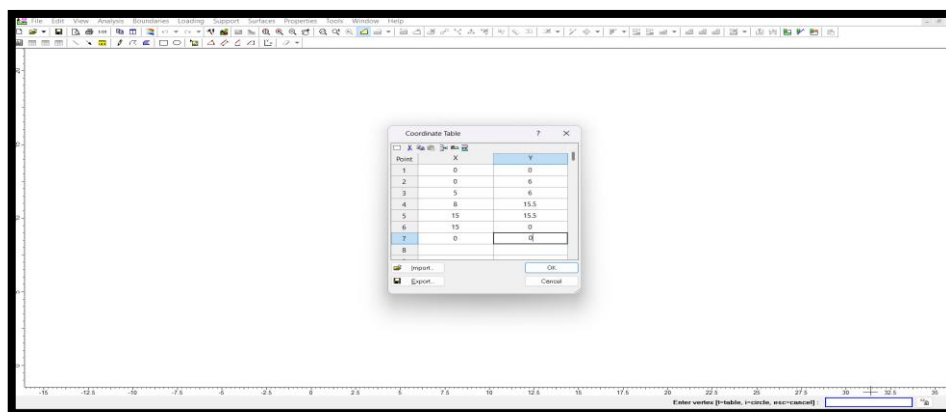 File Edit View Analysis Boundaries Loading Support Surfaces Properties Tools Window Help
Coordinate Table ? ×
Point X Y
1 0 0
2 0 6
3 5 6
4 8 15.5
5 15 15.5
6 15 0
7 0 0
8
Import... OK
Export... Cancel
-15 -12.5 -10 -7.5 -5 -2.5 0 2.5 5 7.5 10 12.5 15 17.5 20 22.5 25 27.5 30 32.5 35
Enter vertex [t=table, i=circle, esc=cancel] :